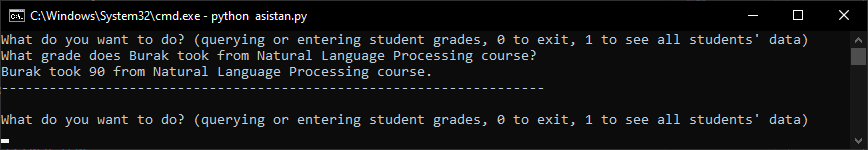 C:\Windows\System32\cmd.exe - python  asistan.py
What do you want to do? (querying or entering student grades, 0 to exit, 1 to see all students' data)
What grade does Burak took from Natural Language Processing course?
Burak took 90 from Natural Language Processing course.
--------------------------------------------------------------------
What do you want to do? (querying or entering student grades, 0 to exit, 1 to see all students' data)